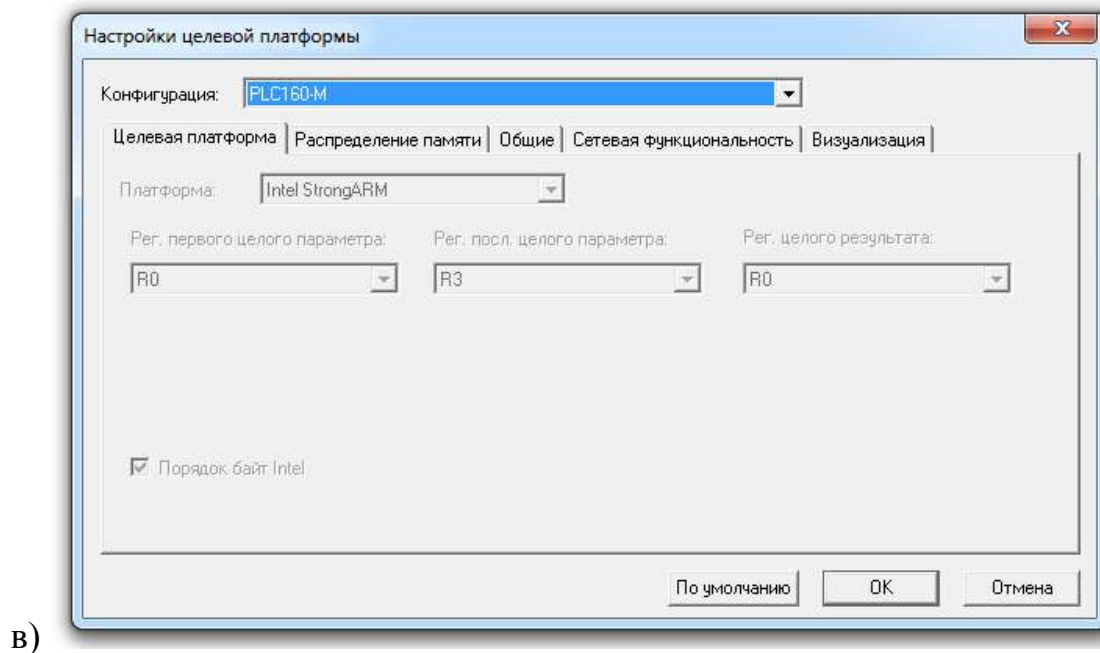 Настройки целевой платформы
Конфигурация: PLC160-M
Целевая платформа Распределение памяти Общие Сетевая функциональность Визуализация
Платформа: Intel StrongARM
Рег. первого целого параметра: Рег. посл. целого параметра: Рег. целого результата:
R0 R3 R0
Порядок байт Intel
По умолчанию OK Отмена
в)